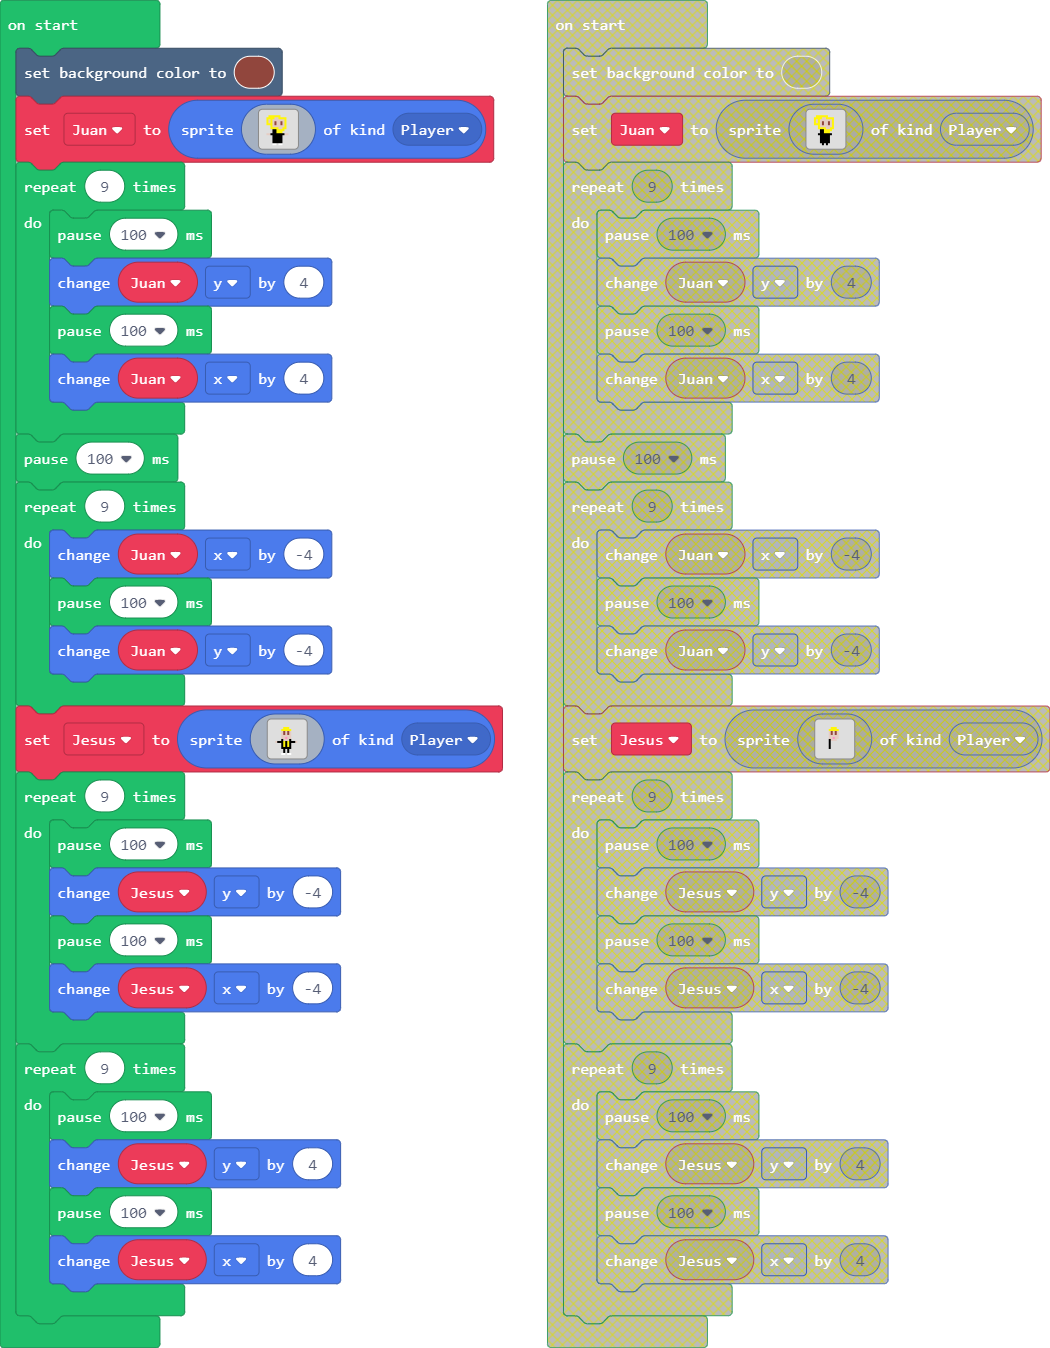 on start
set background color to
set Juan to sprite of kind Player
repeat 9 times
do
pause 100 ms
change Juan y by 4
pause 100 ms
change Juan x by 4
pause 100 ms
repeat 9 times
do
change Juan x by -4
pause 100 ms
change Juan y by -4
set Jesus to sprite of kind Player
repeat 9 times
do
pause 100 ms
change Jesus y by -4
pause 100 ms
change Jesus x by -4
repeat 9 times
do
pause 100 ms
change Jesus y by 4
pause 100 ms
change Jesus x by 4
on start
set background color to
set Juan to sprite of kind Player
repeat 9 times
do
pause 100 ms
change Juan y by 4
pause 100 ms
change Juan x by 4
pause 100 ms
repeat 9 times
do
change Juan x by -4
pause 100 ms
change Juan y by -4
set Jesus to sprite of kind Player
repeat 9 times
do
pause 100 ms
change Jesus y by -4
pause 100 ms
change Jesus x by -4
repeat 9 times
do
pause 100 ms
change Jesus y by 4
pause 100 ms
change Jesus x by 4